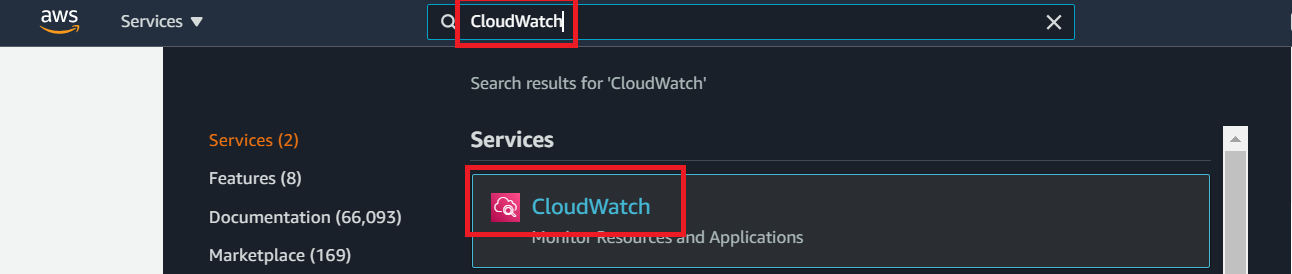 aws Services ▼ CloudWatch
Search results for 'CloudWatch'
Services (2)
Features (8)
Documentation (66,093)
Marketplace (169)
Services
CloudWatch
Monitor Resources and Applications